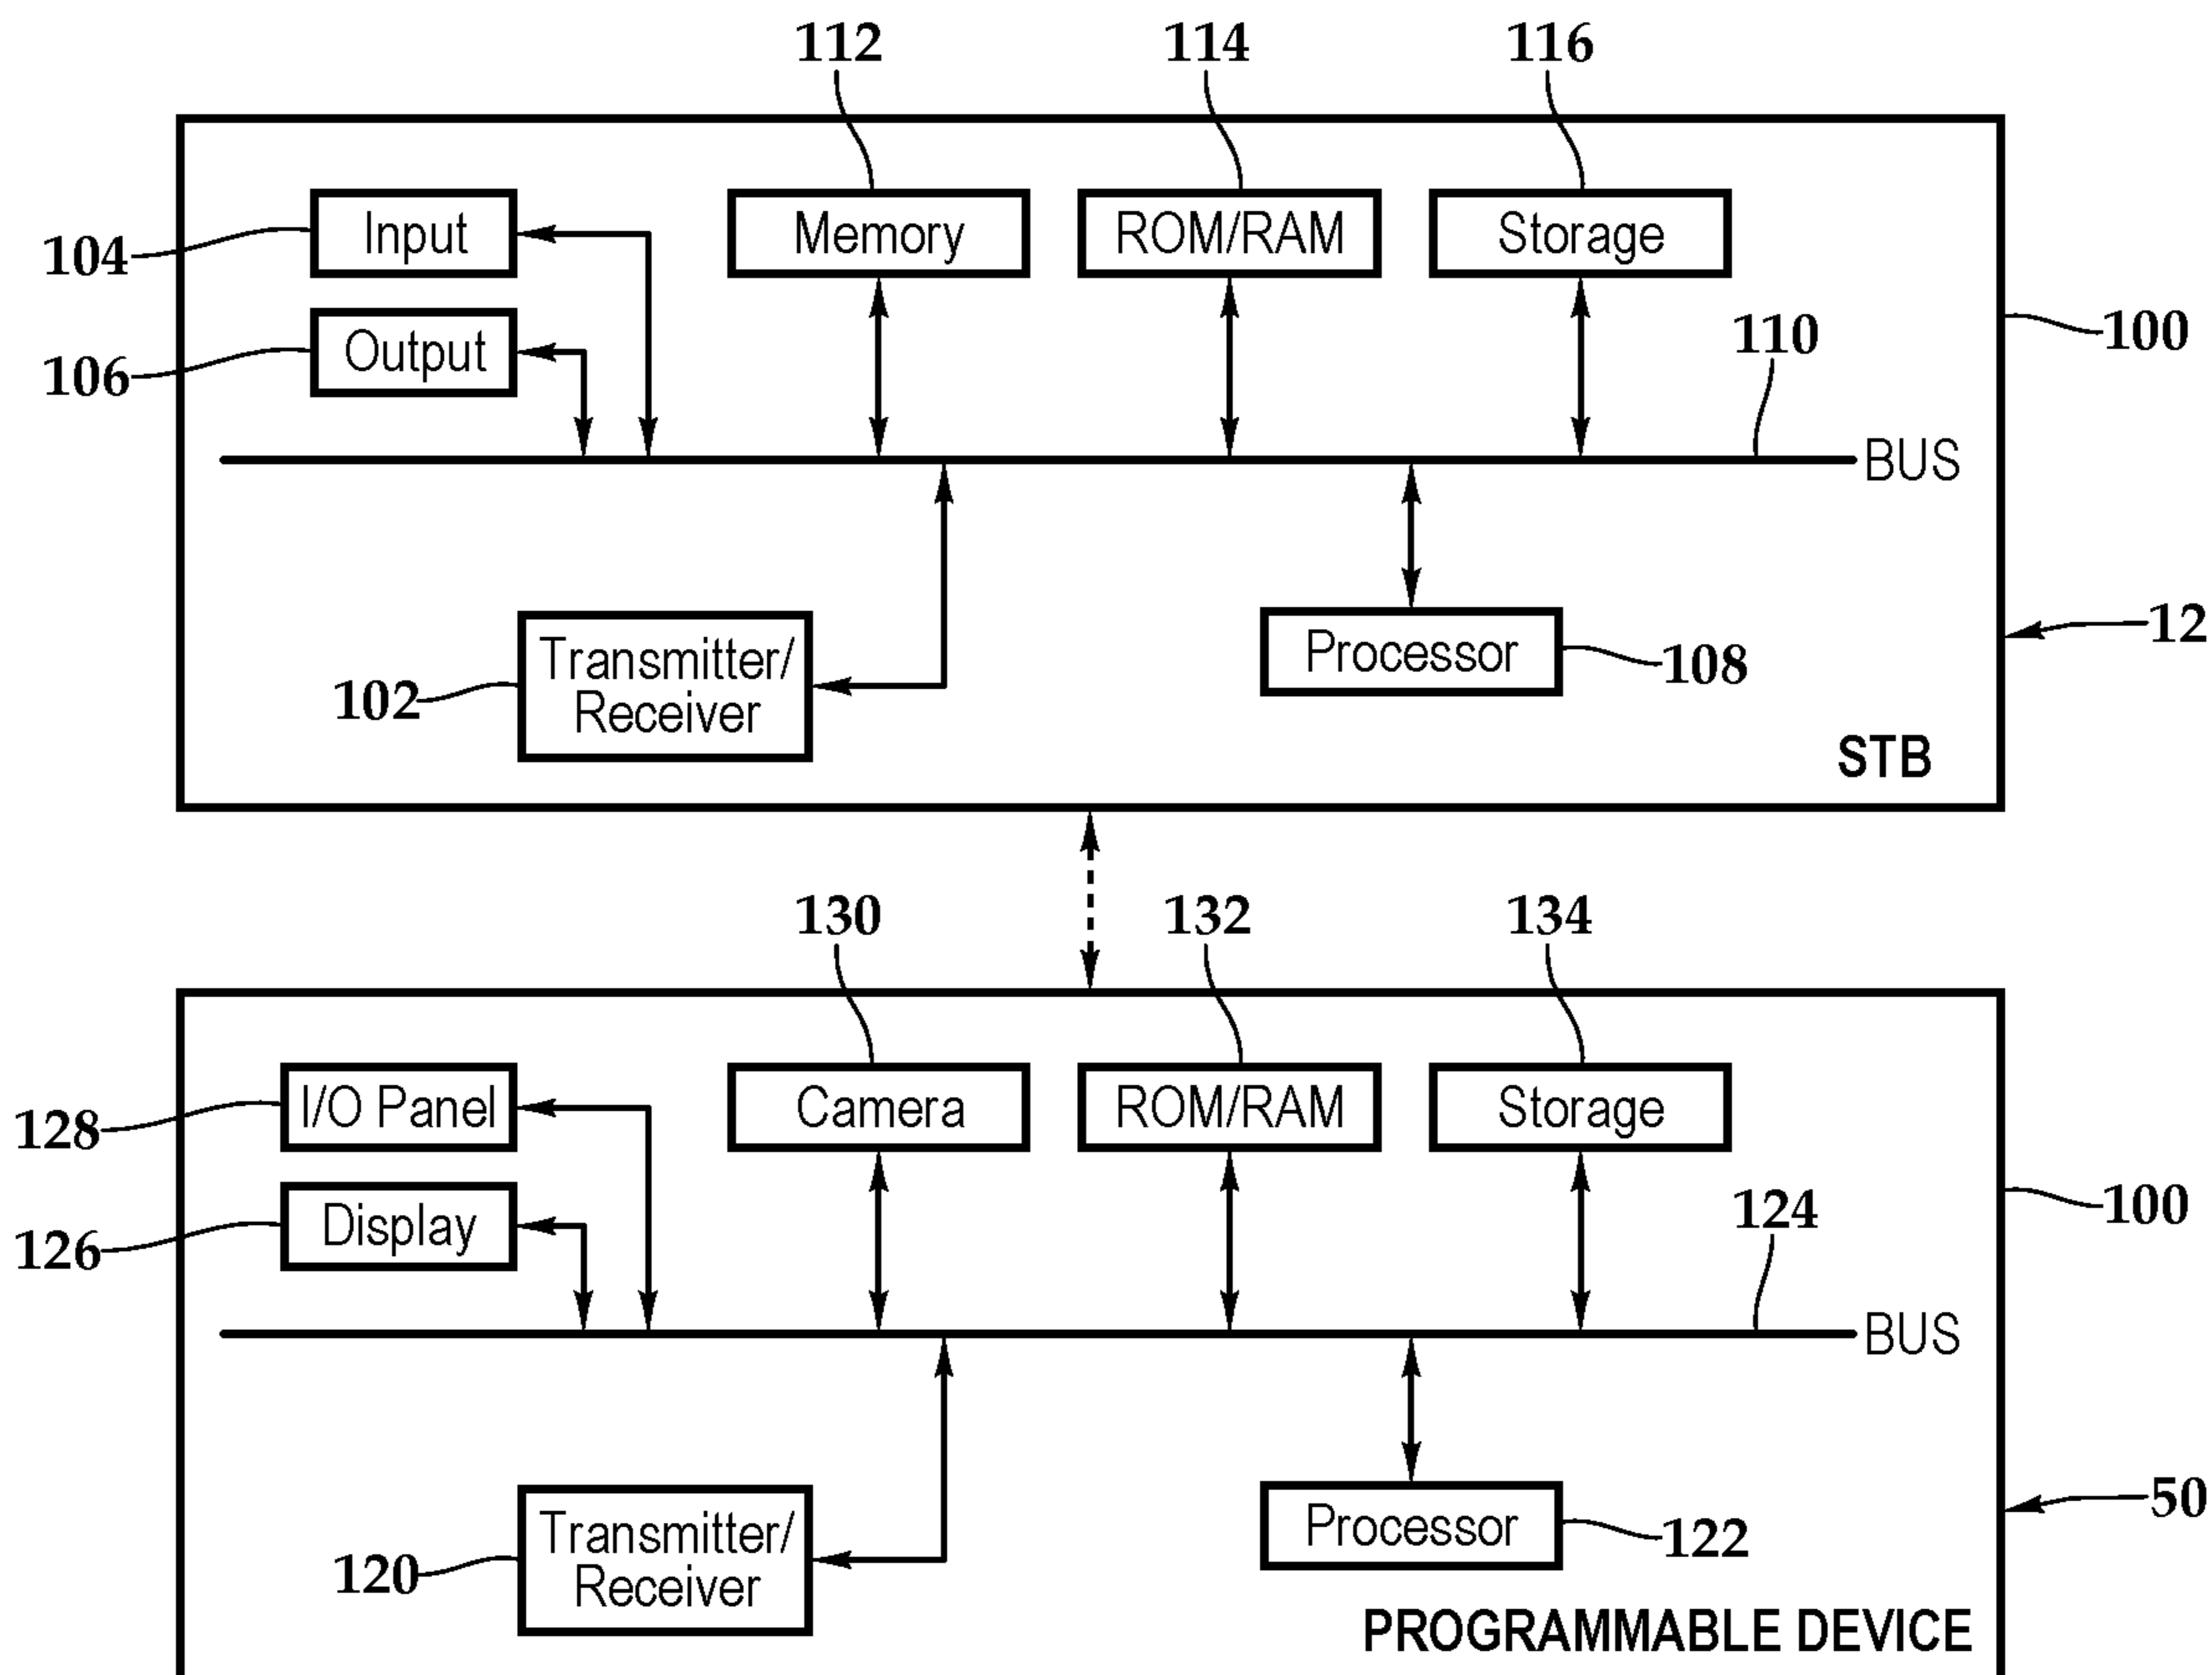 112 114 116
104 Input Memory ROM/RAM Storage
106 Output 110 100
BUS
12
102 Transmitter/
Receiver
Processor 108
STB
130 132 134
128 I/O Panel Camera ROM/RAM Storage
126 Display 124 100
BUS
50
120 Transmitter/
Receiver
Processor 122
PROGRAMMABLE DEVICE